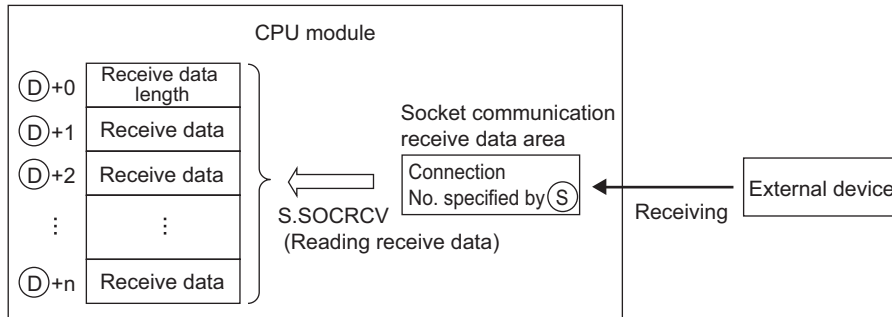 CPU module
Ⓓ+0 Receive data
length
Ⓓ+1 Receive data
Ⓓ+2 Receive data
⋮ ⋮
Ⓓ+n Receive data
S.SOCRCV
(Reading receive data)
Socket communication
receive data area
Connection
No. specified by Ⓢ
Receiving
External device